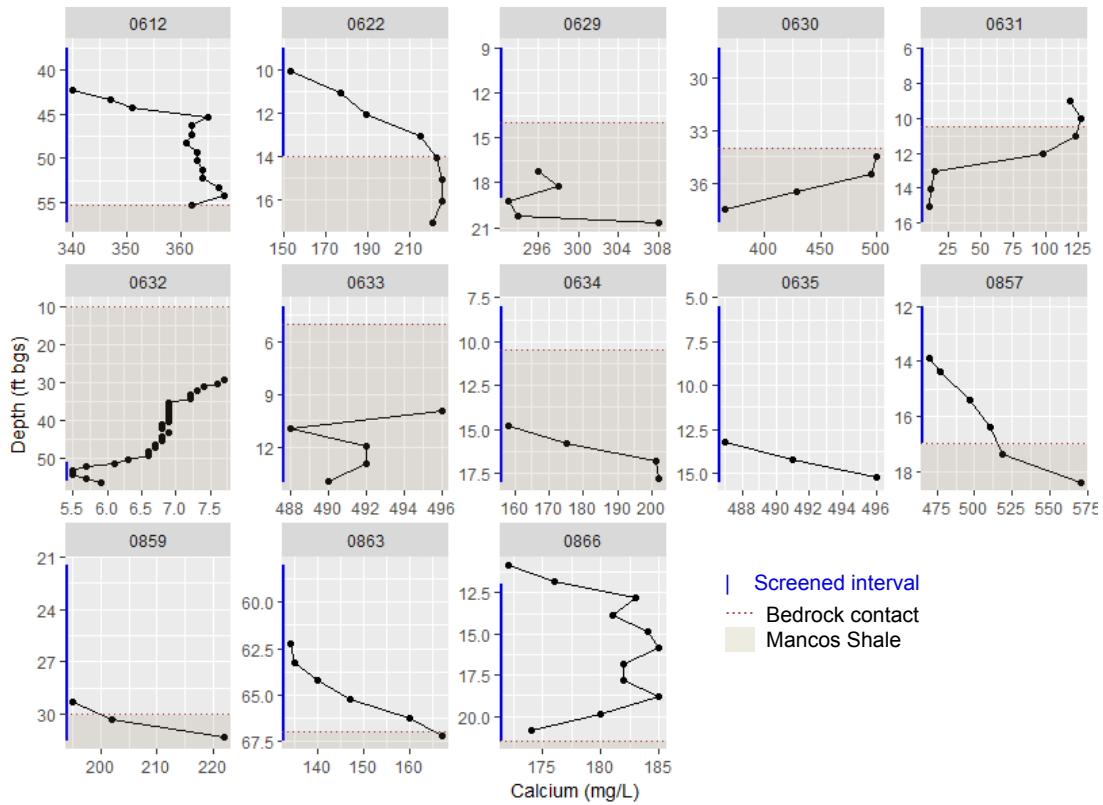 0612 0622 0629 0630 0631
40 45 50 55
340 350 360
10 12 14 16
150 170 190 210
9 12 15 18 21
296 300 304 308
30 33 36
400 450 500
6 8 10 12 14 16
25 50 75 100 125
0632 0633 0634 0635 0857
Depth (ft bgs)
10 20 30 40 50
5.5 6.0 6.5 7.0 7.5
6 9 12
488 490 492 494 496
7.5 10.0 12.5 15.0 17.5
160 170 180 190 200
5.0 7.5 10.0 12.5 15.0
488 490 492 494 496
12 14 16 18
475 500 525 550 575
0859 0863 0866
21 24 27 30
200 210 220
60.0 62.5 65.0 67.5
140 150 160
12.5 15.0 17.5 20.0
175 180 185
Calcium (mg/L)
Screened interval
Bedrock contact
Mancos Shale